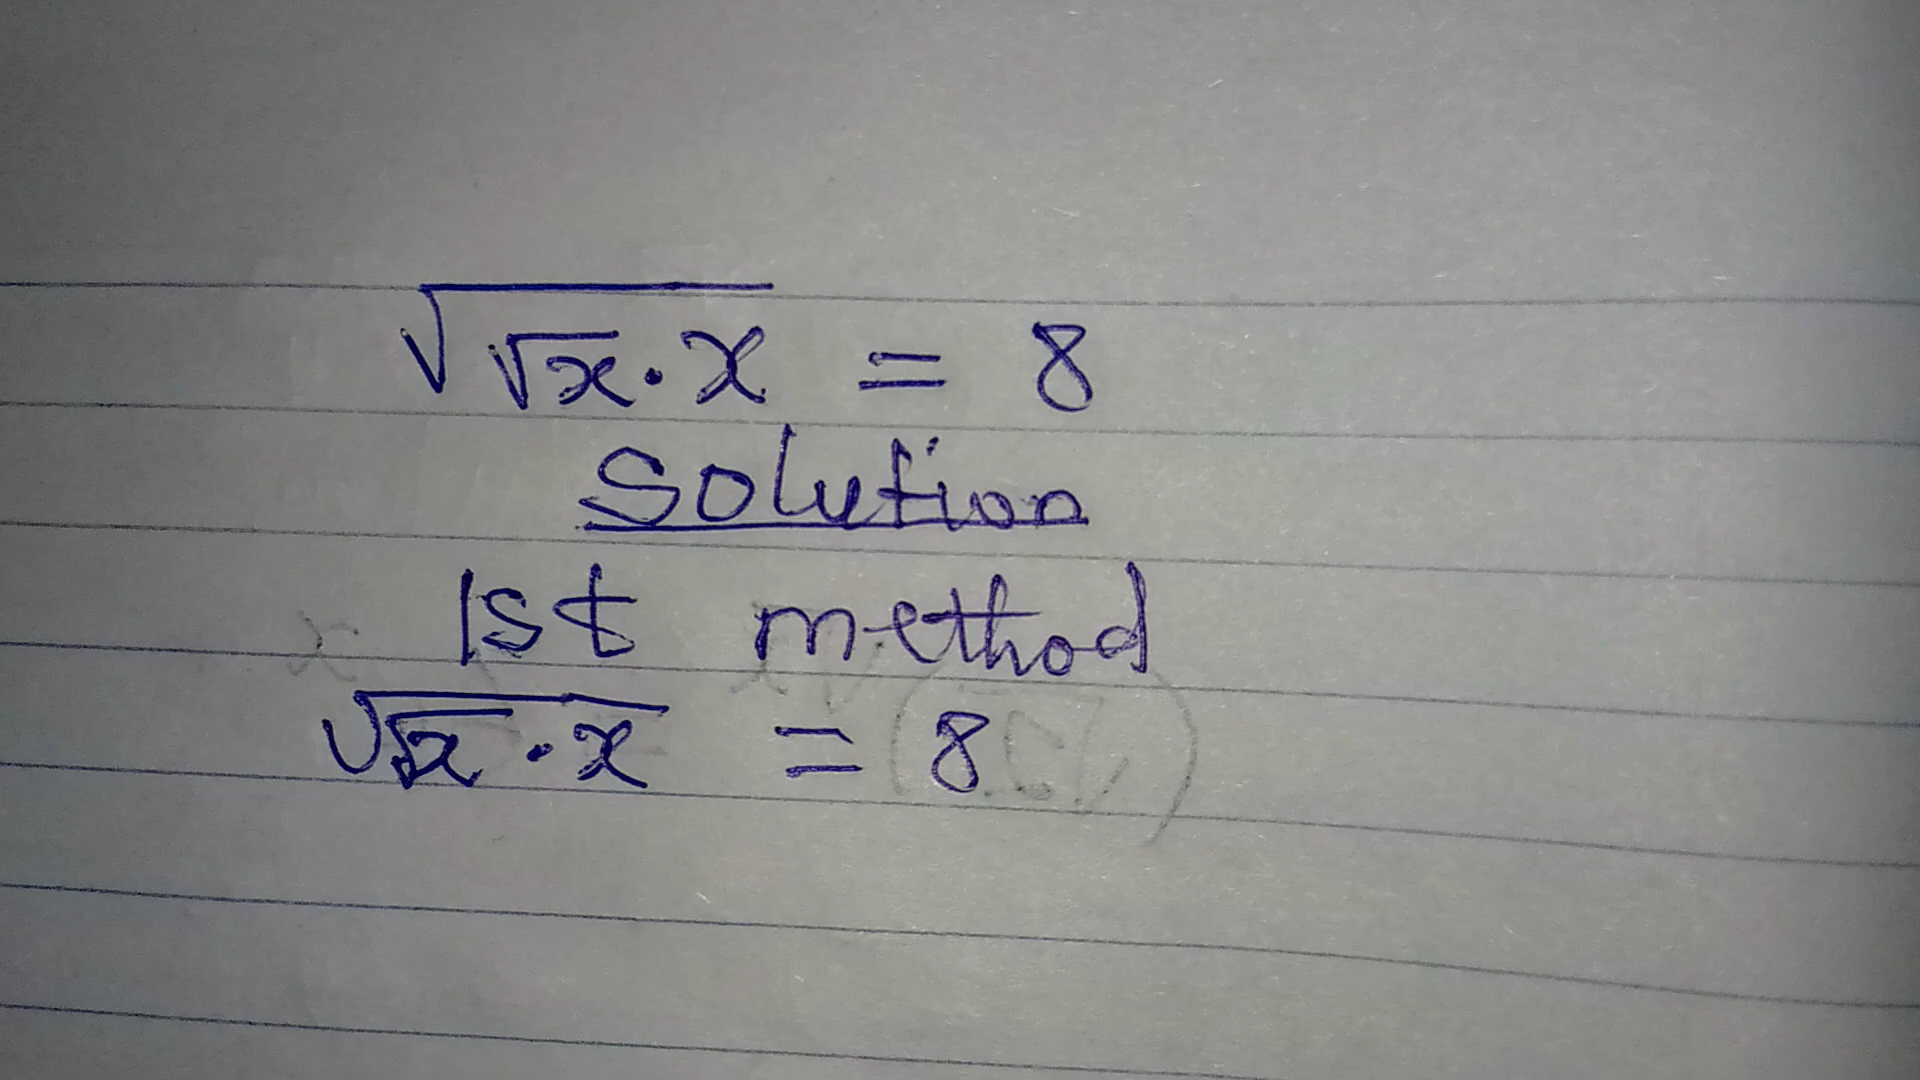 √(√x · x) = 8
Solution
1st method
√(√x · x) = 8